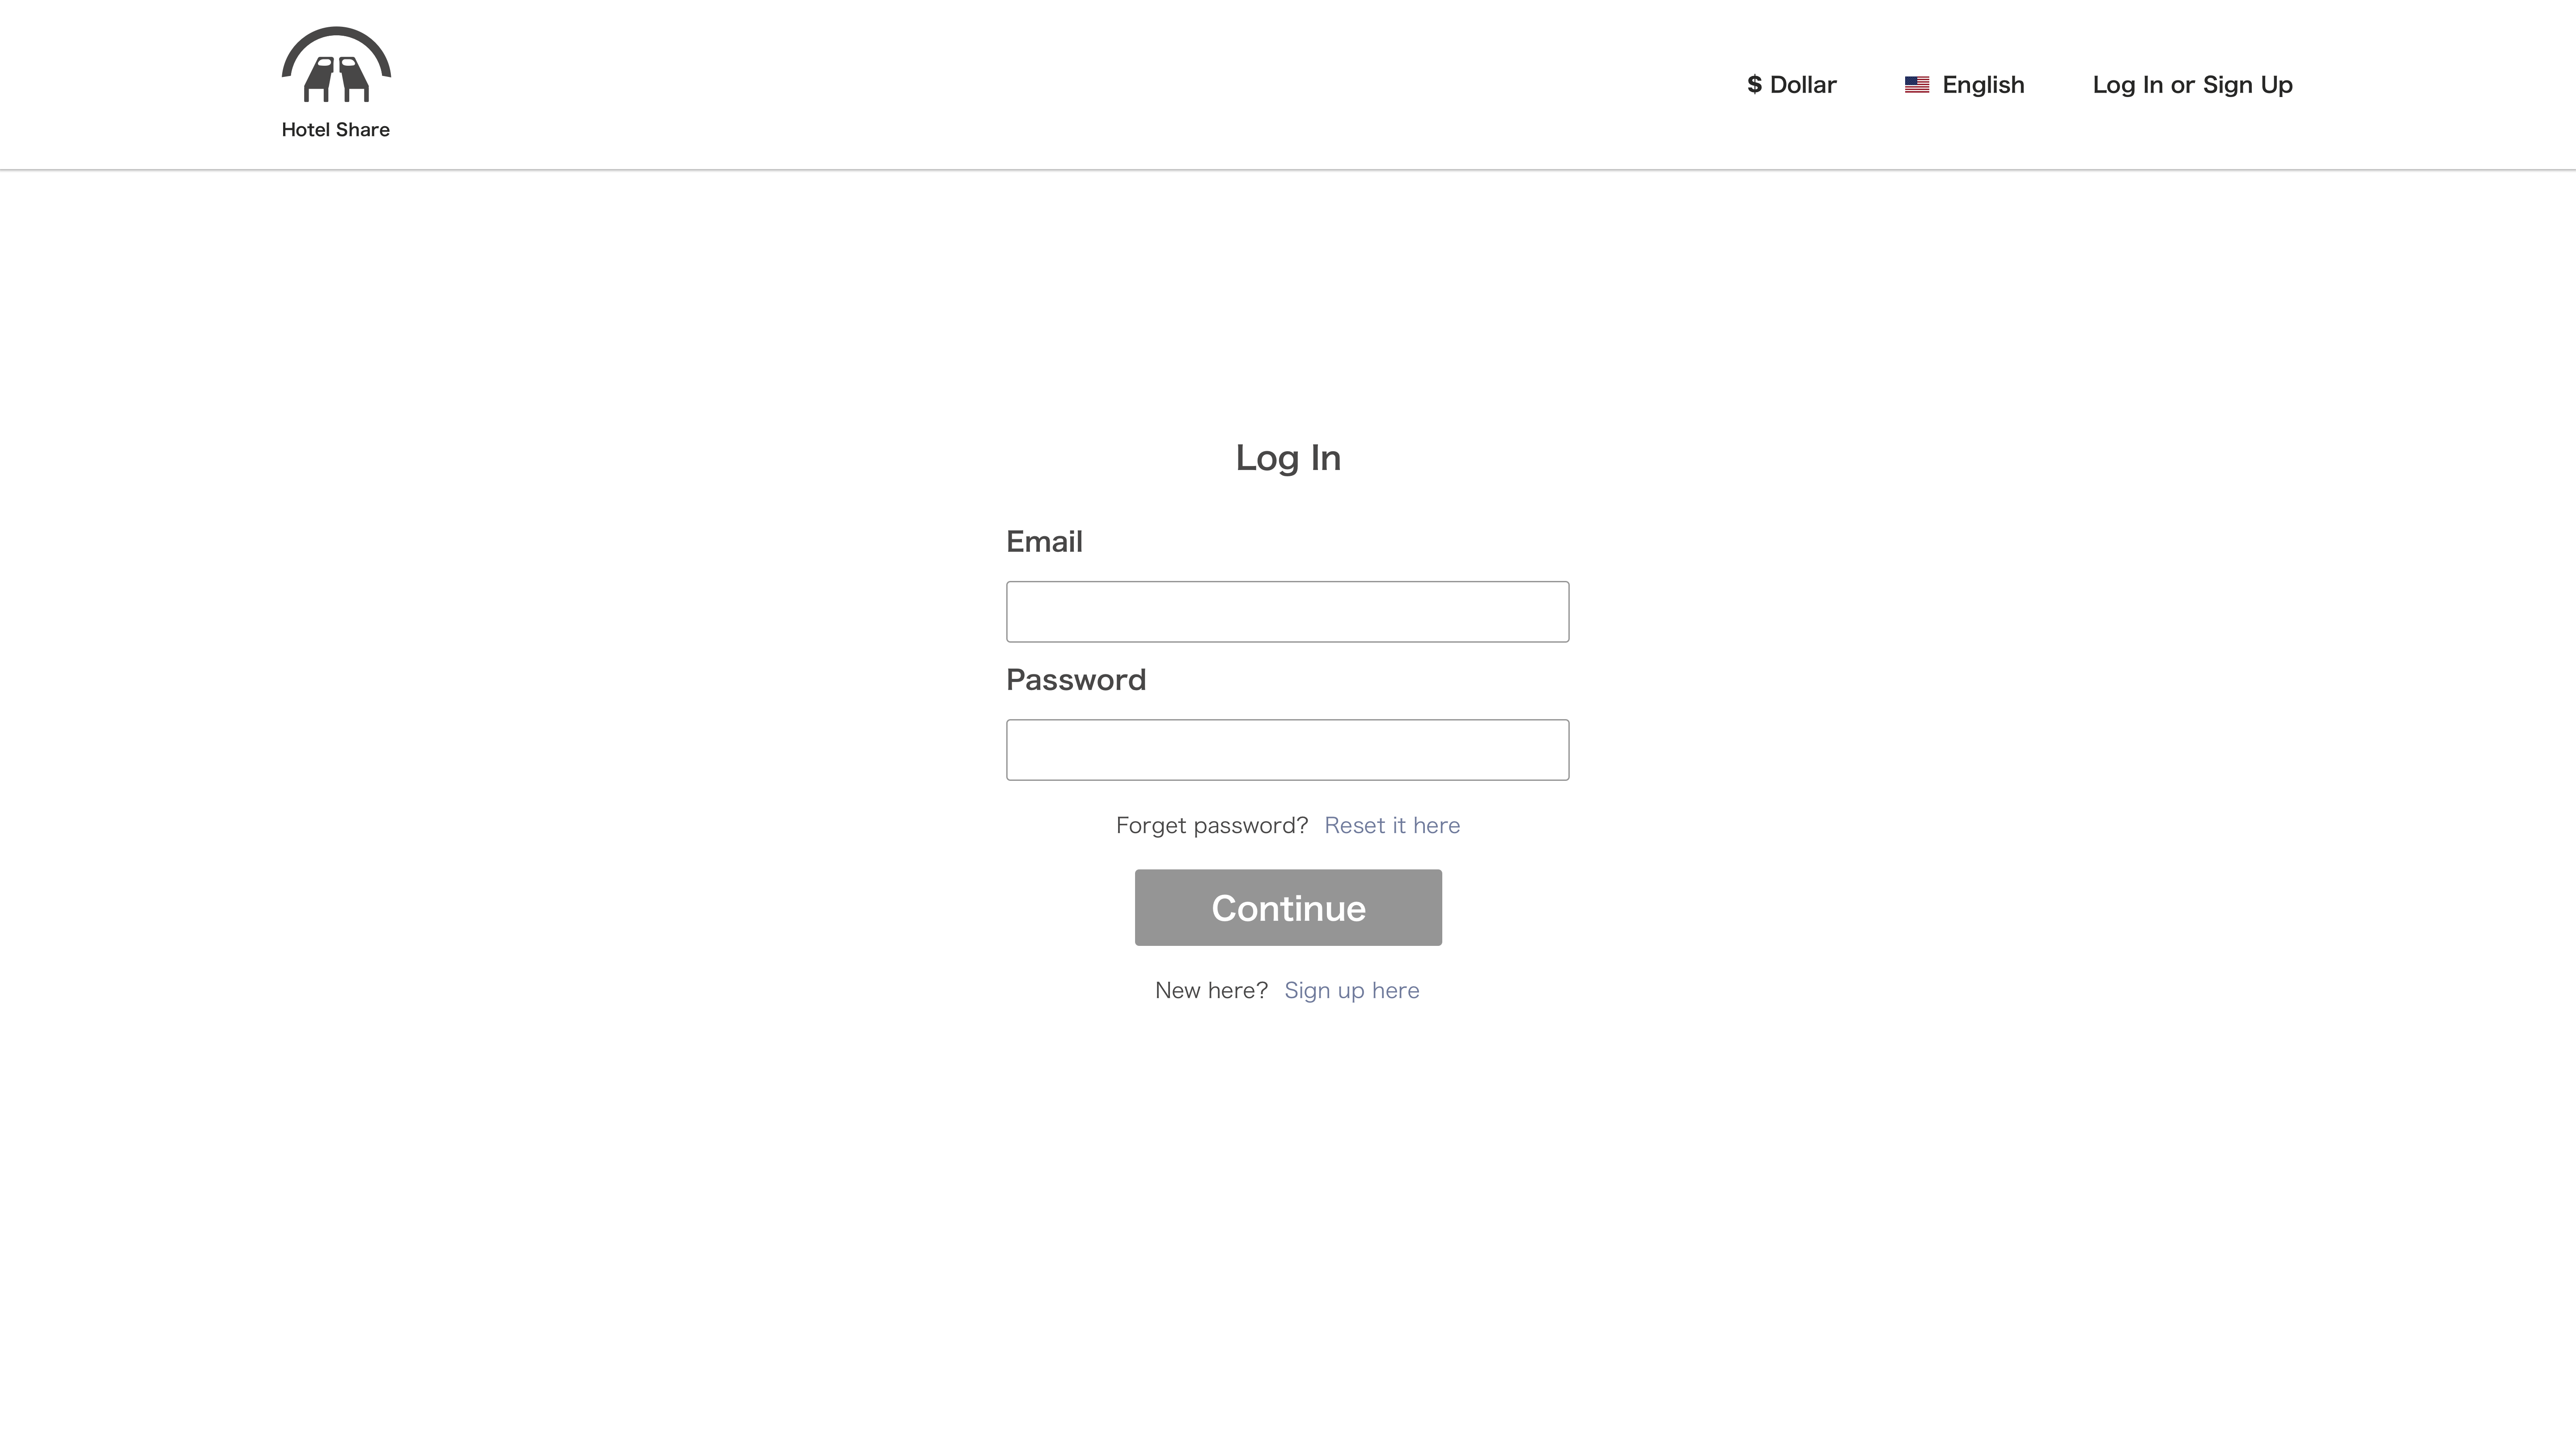 Hotel Share
$ Dollar
English
Log In or Sign Up
Log In
Email
Password
Forget password? Reset it here
Continue
New here? Sign up here